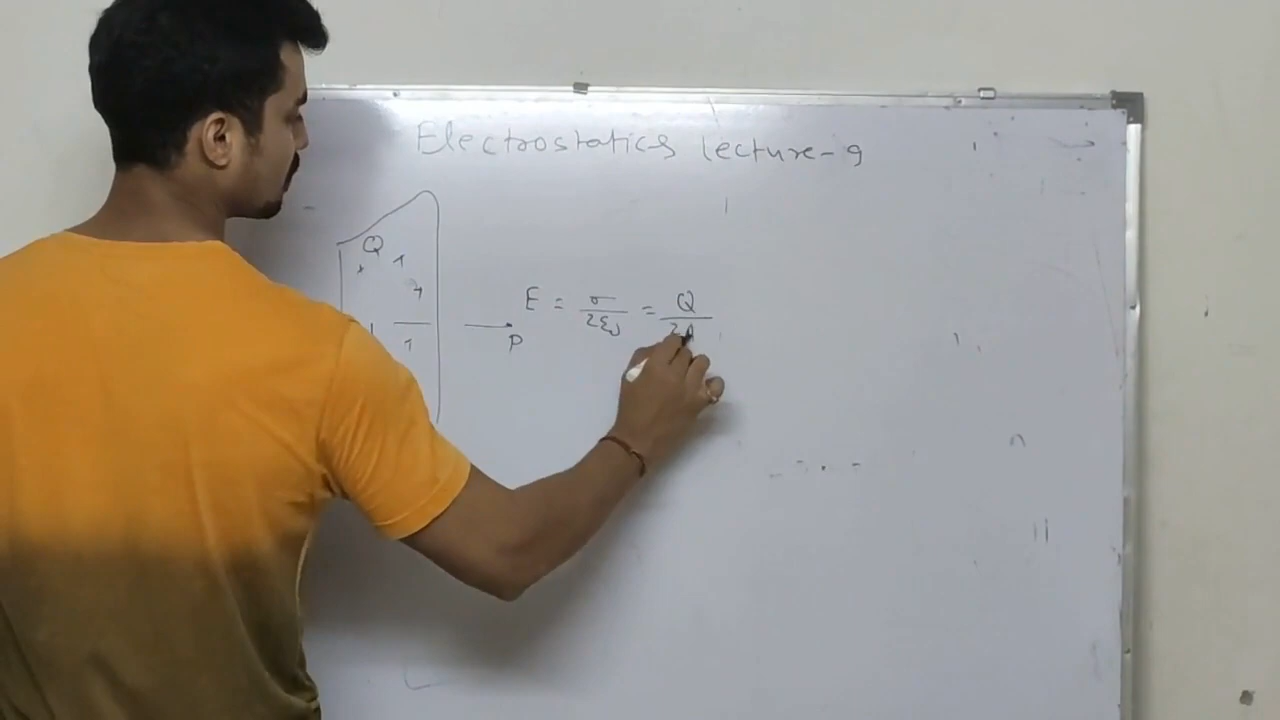 Electrostatics lecture-9
Q
+ + +
+
P
E = σ/2ε₀ = Q/2A